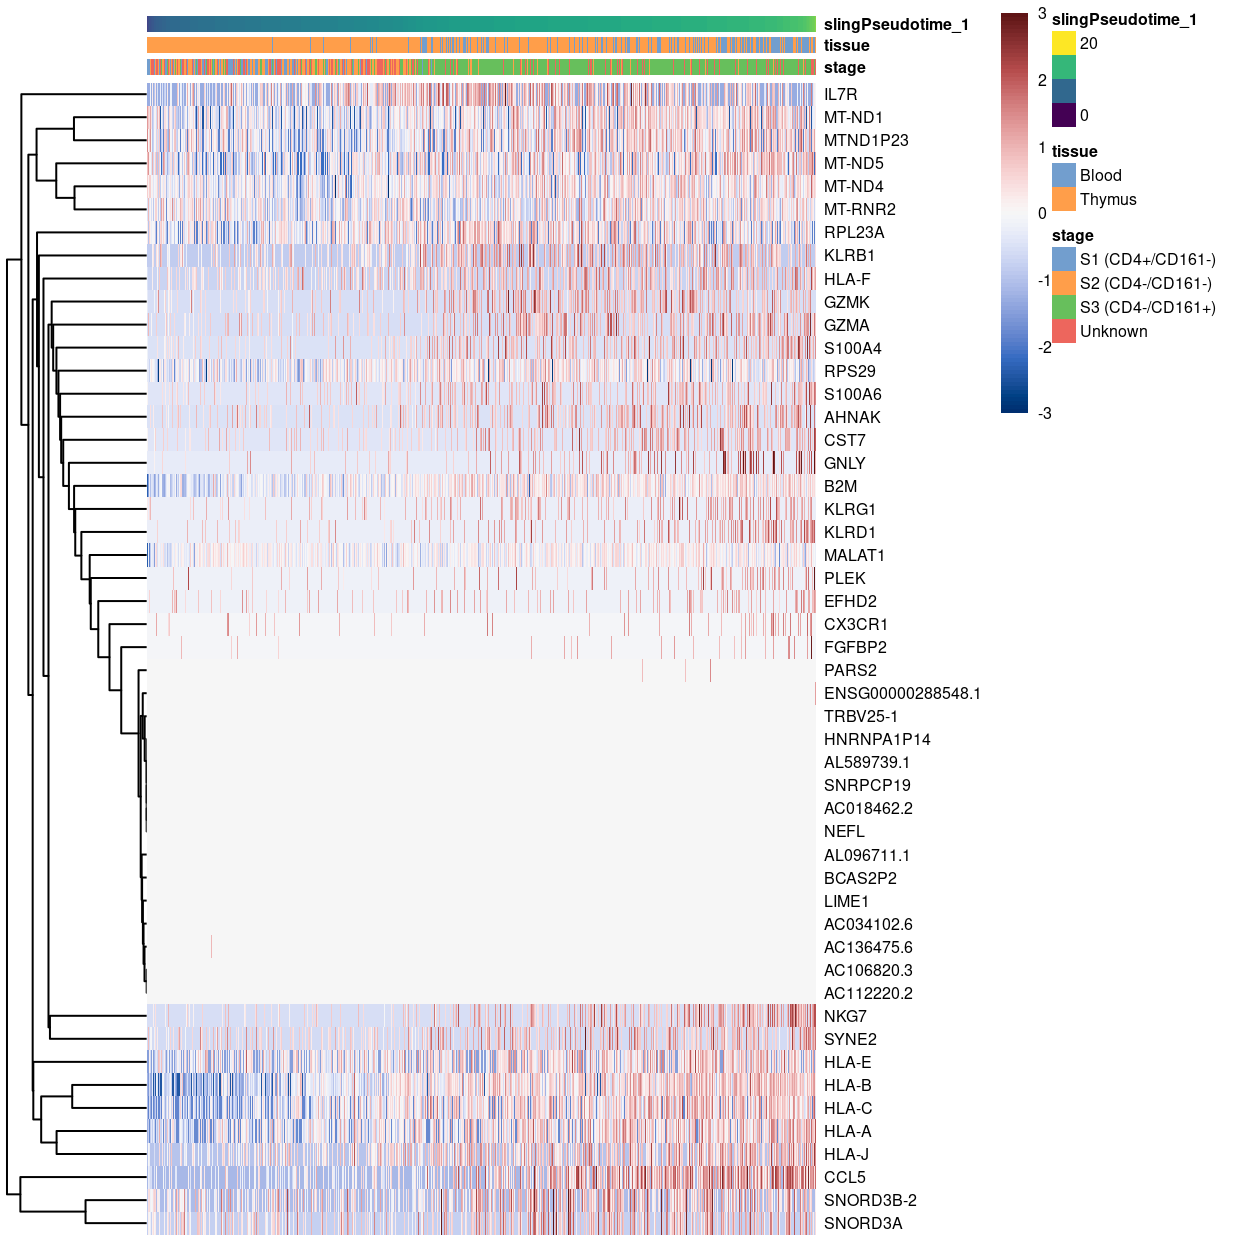 slingPseudotime_1
tissue
stage
IL7R
MT-ND1
MTND1P23
MT-ND5
MT-ND4
MT-RNR2
RPL23A
KLRB1
HLA-F
GZMK
GZMA
S100A4
RPS29
S100A6
AHNAK
CST7
GNLY
B2M
KLRG1
KLRD1
MALAT1
PLEK
EFHD2
CX3CR1
FGFBP2
PARS2
ENSG00000288548.1
TRBV25-1
HNRNPA1P14
AL589739.1
SNRPCP19
AC018462.2
NEFL
AL096711.1
BCAS2P2
LIME1
AC034102.6
AC136475.6
AC106820.3
AC112220.2
NKG7
SYNE2
HLA-E
HLA-B
HLA-C
HLA-A
HLA-J
CCL5
SNORD3B-2
SNORD3A
3
2
1
0
-1
-2
-3
slingPseudotime_1
20
0
tissue
Blood
Thymus
stage
S1 (CD4+/CD161-)
S2 (CD4-/CD161-)
S3 (CD4-/CD161+)
Unknown